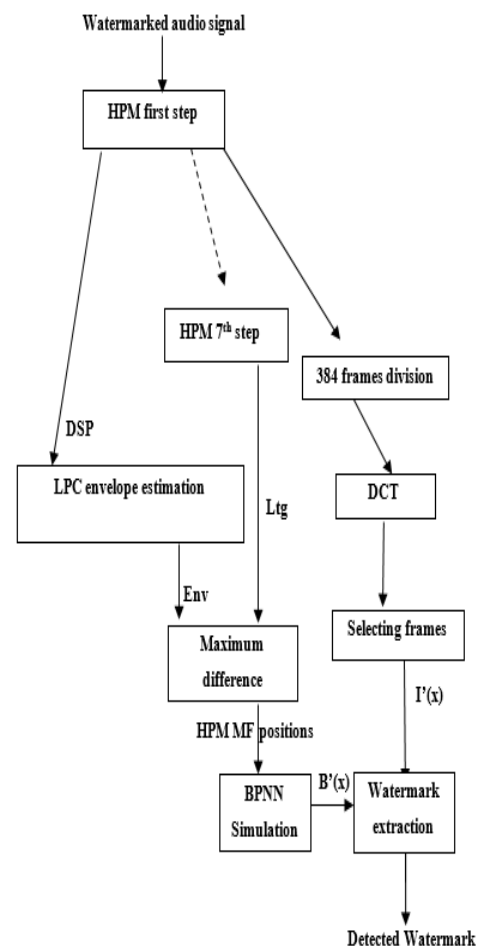 Watermarked audio signal
HPM first step
HPM 7th step
384 frames division
DSP
LPC envelope estimation
DCT
Ltg
Env
Selecting frames
Maximum
difference
I'(x)
HPM MF positions
B'(x)
BPNN
Simulation
Watermark
extraction
Detected Watermark